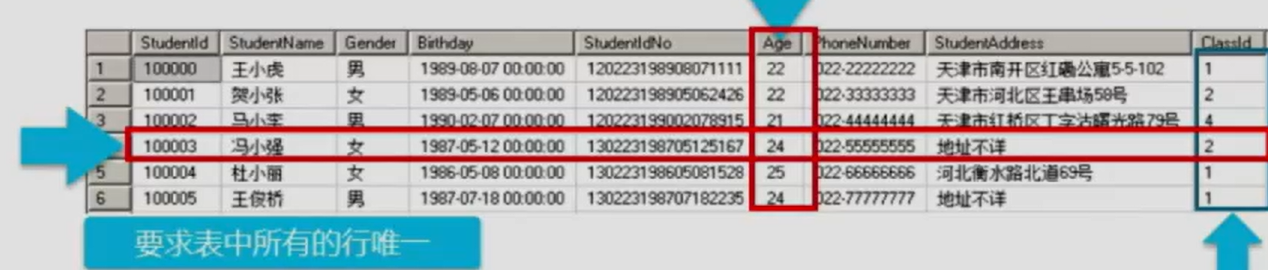 StudentId StudentName Gender Birthday StudentIdNo Age PhoneNumber StudentAddress ClassId
1 100000 王小虎 男 1989-08-07 00:00:00 120223198908071111 22 022-22222222 天津市南开区红磡公寓5-5-102 1
2 100001 贺小张 女 1989-05-06 00:00:00 120223198905062426 22 022-33333333 天津市河北区王串场58号 2
3 100002 马小李 男 1990-02-07 00:00:00 120223199002078915 21 022-44444444 天津市红桥区丁字沽曙光路79号 4
100003 冯小强 女 1987-05-12 00:00:00 130223198705125167 24 022-55555555 地址不详 2
5 100004 杜小丽 女 1986-05-08 00:00:00 130223198605081528 25 022-66666666 河北衡水路北道69号 1
6 100005 王俊桥 男 1987-07-18 00:00:00 130223198707182235 24 022-77777777 地址不详 1
要求表中所有的行唯一